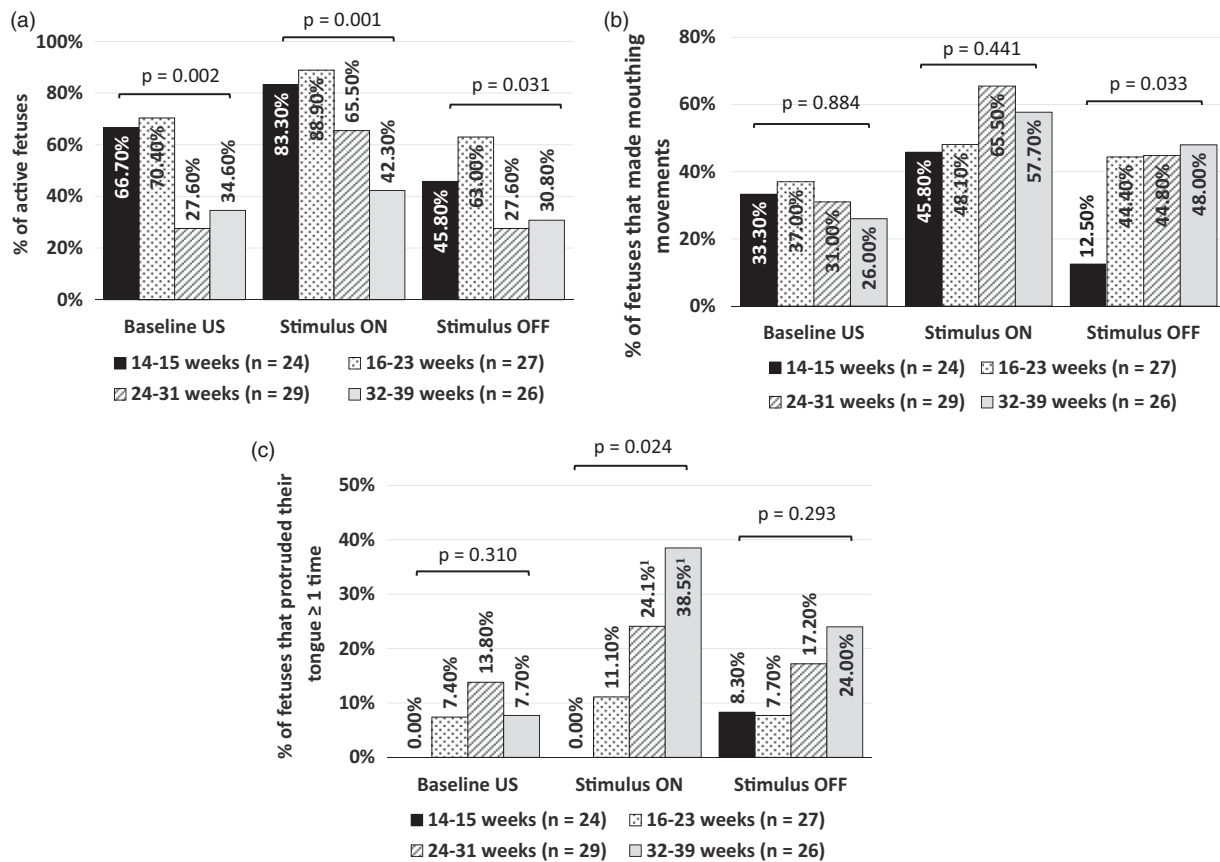 (a)
% of active fetuses
100%
80%
60%
40%
20%
0%
p = 0.002
p = 0.001
p = 0.031
66.70%
70.40%
27.60%
34.60%
83.30%
88.90%
65.50%
42.30%
45.80%
63.00%
27.60%
30.80%
Baseline US
Stimulus ON
Stimulus OFF
14-15 weeks (n = 24)
16-23 weeks (n = 27)
24-31 weeks (n = 29)
32-39 weeks (n = 26)
(b)
% of fetuses that made mouthing
movements
80%
60%
40%
20%
0%
p = 0.884
p = 0.441
p = 0.033
33.30%
37.00%
31.00%
26.00%
45.80%
48.10%
65.50%
57.70%
12.50%
44.40%
44.80%
48.00%
Baseline US
Stimulus ON
Stimulus OFF
14-15 weeks (n = 24)
16-23 weeks (n = 27)
24-31 weeks (n = 29)
32-39 weeks (n = 26)
(c)
% of fetuses that protruded their
tongue ≥ 1 time
50%
40%
30%
20%
10%
0%
p = 0.310
p = 0.024
p = 0.293
0.00%
7.40%
13.80%
7.70%
0.00%
11.10%
24.1%¹
38.5%¹
8.30%
7.70%
17.20%
24.00%
Baseline US
Stimulus ON
Stimulus OFF
14-15 weeks (n = 24)
16-23 weeks (n = 27)
24-31 weeks (n = 29)
32-39 weeks (n = 26)